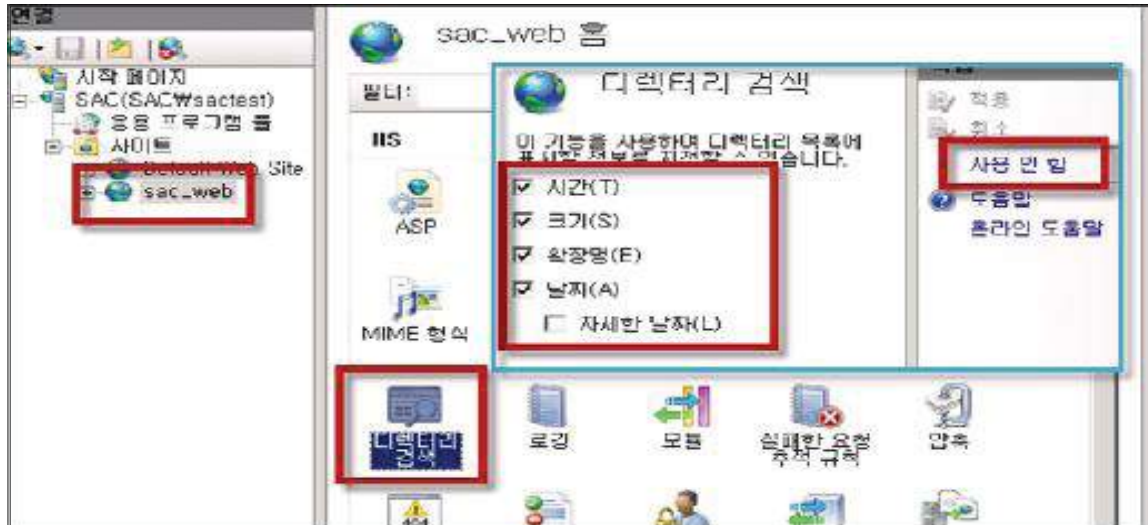 연결
시작 페이지
SAC(SAC₩sactest)
응용 프로그램 풀
사이트
Default Web Site
sac_web
sac_web 홈
필터:
IIS
ASP
MIME 형식
디렉터리 검색
이 기능을 사용하여 디렉터리 목록에
표시할 정보를 지정할 수 있습니다.
시간(T)
크기(S)
확장명(E)
날짜(A)
자세한 날짜(L)
적용
취소
사용 안 함
도움말
온라인 도움말
디렉터리
검색
로깅
모듈
실패한 요청
추적 규칙
압축
404